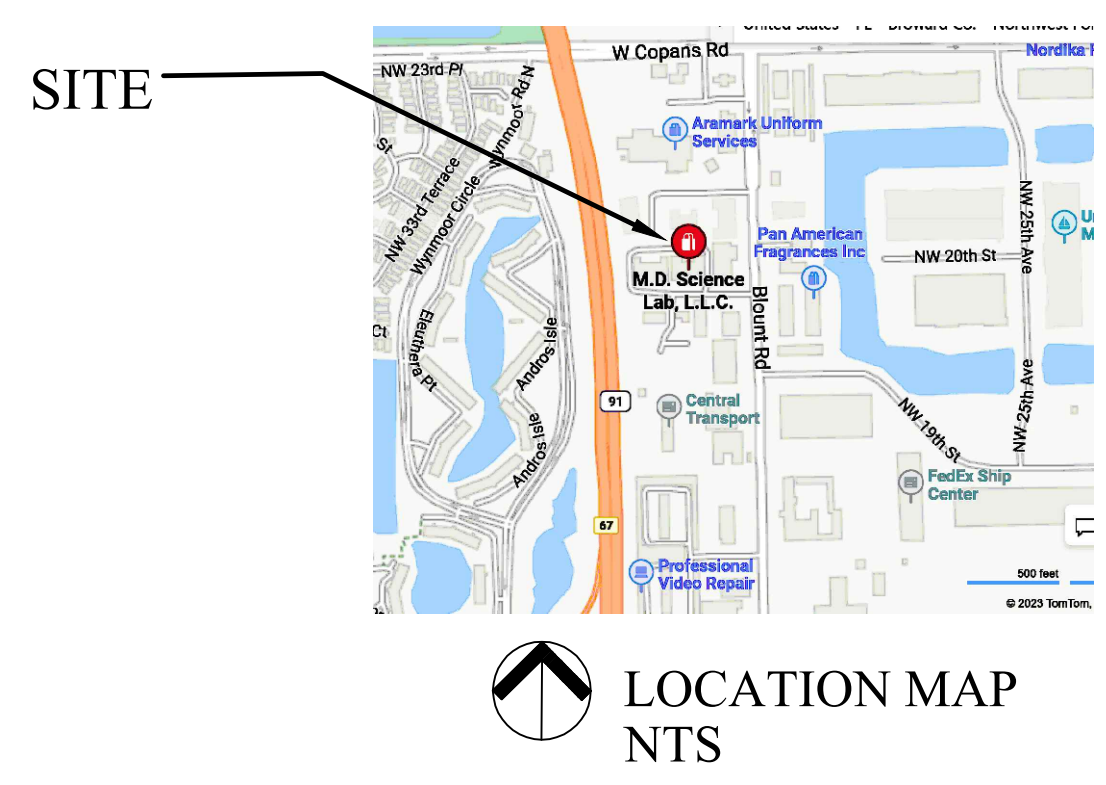 United States FL Broward Co.
W Copans Rd
Nordika
NW 23rd Pl
SITE
Wynmoor Rd N
Aramark Uniform
Services
St
NW 33rd Terrace
Wynmoor Circle
NW 25th Ave
Pan American
Fragrances Inc
NW 20th St
M.D. Science
Lab, L.L.C.
Blount Rd
Ct
Eleuthera Pt
Andros Isle
NW 25th Ave
91
Central
Transport
NW 19th St
Andros Isle
FedEx Ship
Center
67
Professional
Video Repair
500 feet
© 2023 TomTom,
LOCATION MAP
NTS